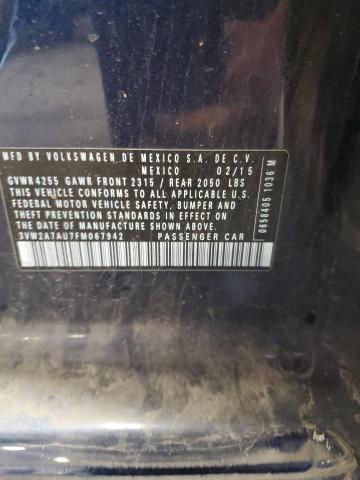 MFD.BY VOLKSWAGEN DE MEXICO S.A. DE C.V.
MEXICO 02/15
GVWR4255 GAWR FRONT 2315 / REAR 2050 LBS
THIS VEHICLE CONFORMS TO ALL APPLICABLE U.S.
FEDERAL MOTOR VEHICLE SAFETY, BUMPER AND
THEFT PREVENTION STANDARDS IN EFFECT ON
THE DATE OF MANUFACTURE SHOWN ABOVE.
3VW2A7AU7FM067942 PASSENGER CAR
0658405 1036 M